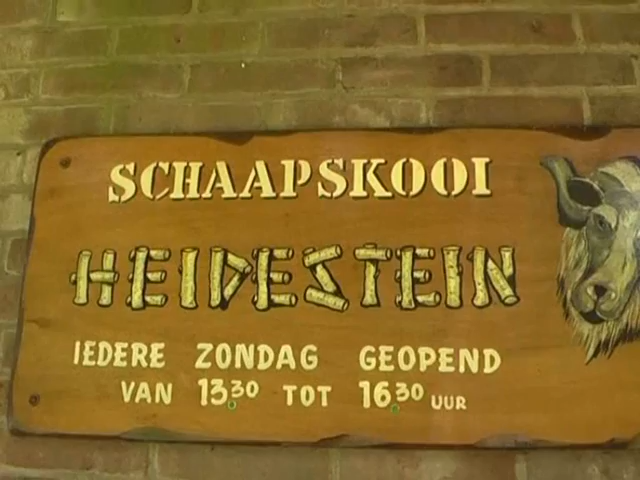 SCHAAPSKOOI
HEIDESTEIN
IEDERE ZONDAG GEOPEND
VAN 13.30 TOT 16.30 UUR